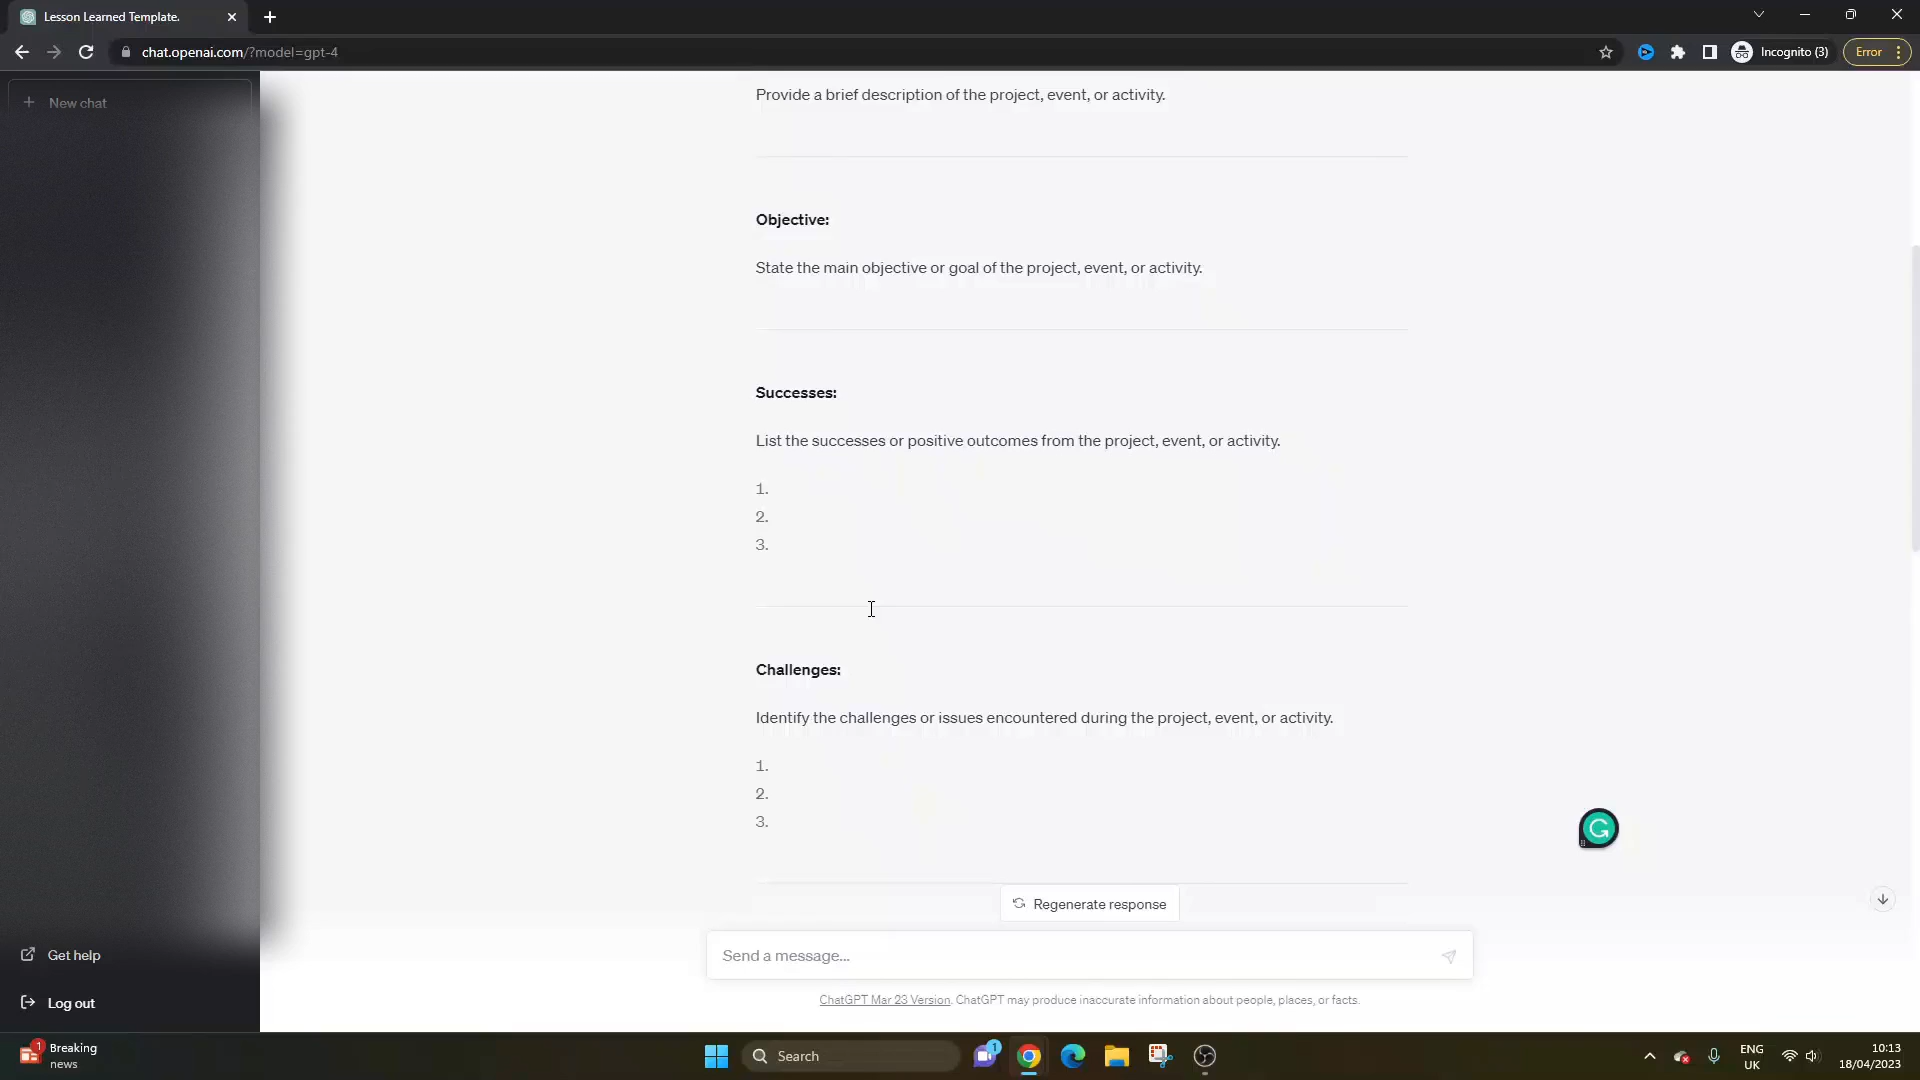 Lesson Learned Template.
chat.openai.com/?model=gpt-4
Incognito (3)
Error
New chat
Provide a brief description of the project, event, or activity.
Objective:
State the main objective or goal of the project, event, or activity.
Successes:
List the successes or positive outcomes from the project, event, or activity.
1.
2.
3.
Challenges:
Identify the challenges or issues encountered during the project, event, or activity.
1.
2.
3.
Regenerate response
Send a message...
ChatGPT Mar 23 Version. ChatGPT may produce inaccurate information about people, places, or facts.
Get help
Log out
1
Breaking
news
Search
1
ENG
UK
10:13
18/04/2023